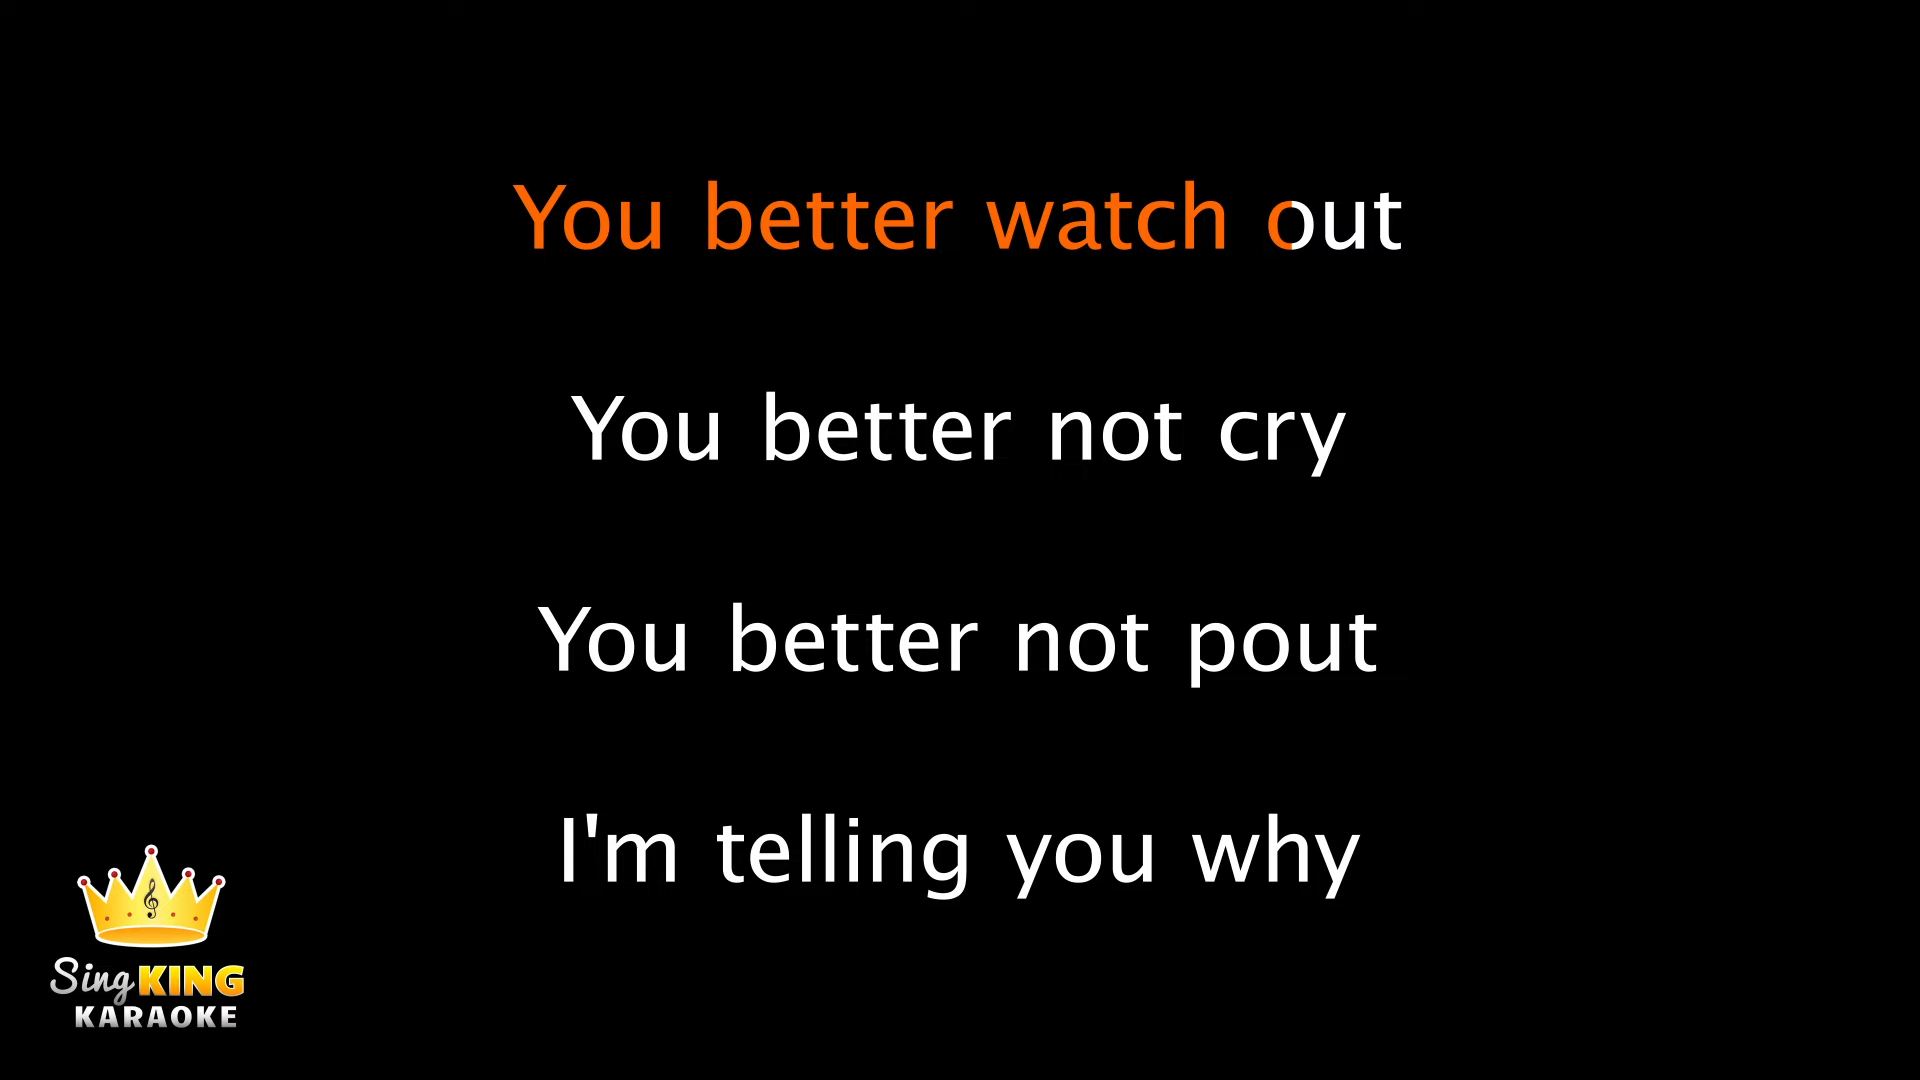 You better watch out
You better not cry
You better not pout
I'm telling you why
Sing KING
KARAOKE